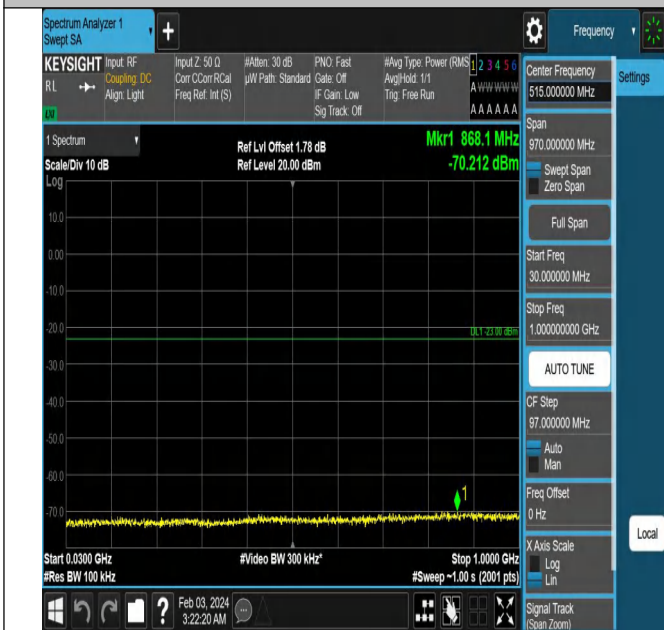 Spectrum Analyzer 1
Swept SA
Frequency
KEYSIGHT
RL
Input: RF
Coupling: DC
Align: Light
Input Z: 50 Ω
Corr CCorr RCal
Freq Ref: Int (S)
#Atten: 30 dB
µW Path: Standard
PNO: Fast
Gate: Off
IF Gain: Low
Sig Track: Off
#Avg Type: Power (RMS
Avg|Hold: 1/1
Trig: Free Run
1 2 3 4 5 6
A W W W W W
A A A A A A
1 Spectrum
Scale/Div 10 dB
Log
Ref Lvl Offset 1.78 dB
Ref Level 20.00 dBm
Mkr1 868.1 MHz
-70.212 dBm
10.0
0.00
-10.0
-20.0
DL1 -23.00 dBm
-30.0
-40.0
-50.0
-60.0
-70.0
1
Start 0.0300 GHz
#Res BW 100 kHz
#Video BW 300 kHz*
Stop 1.0000 GHz
#Sweep ~1.00 s (2001 pts)
Feb 03, 2024
3:22:20 AM
Center Frequency
515.000000 MHz
Settings
Span
970.000000 MHz
Swept Span
Zero Span
Full Span
Start Freq
30.000000 MHz
Stop Freq
1.000000000 GHz
AUTO TUNE
CF Step
97.000000 MHz
Auto
Man
Freq Offset
0 Hz
Local
X Axis Scale
Log
Lin
Signal Track
(Span Zoom)